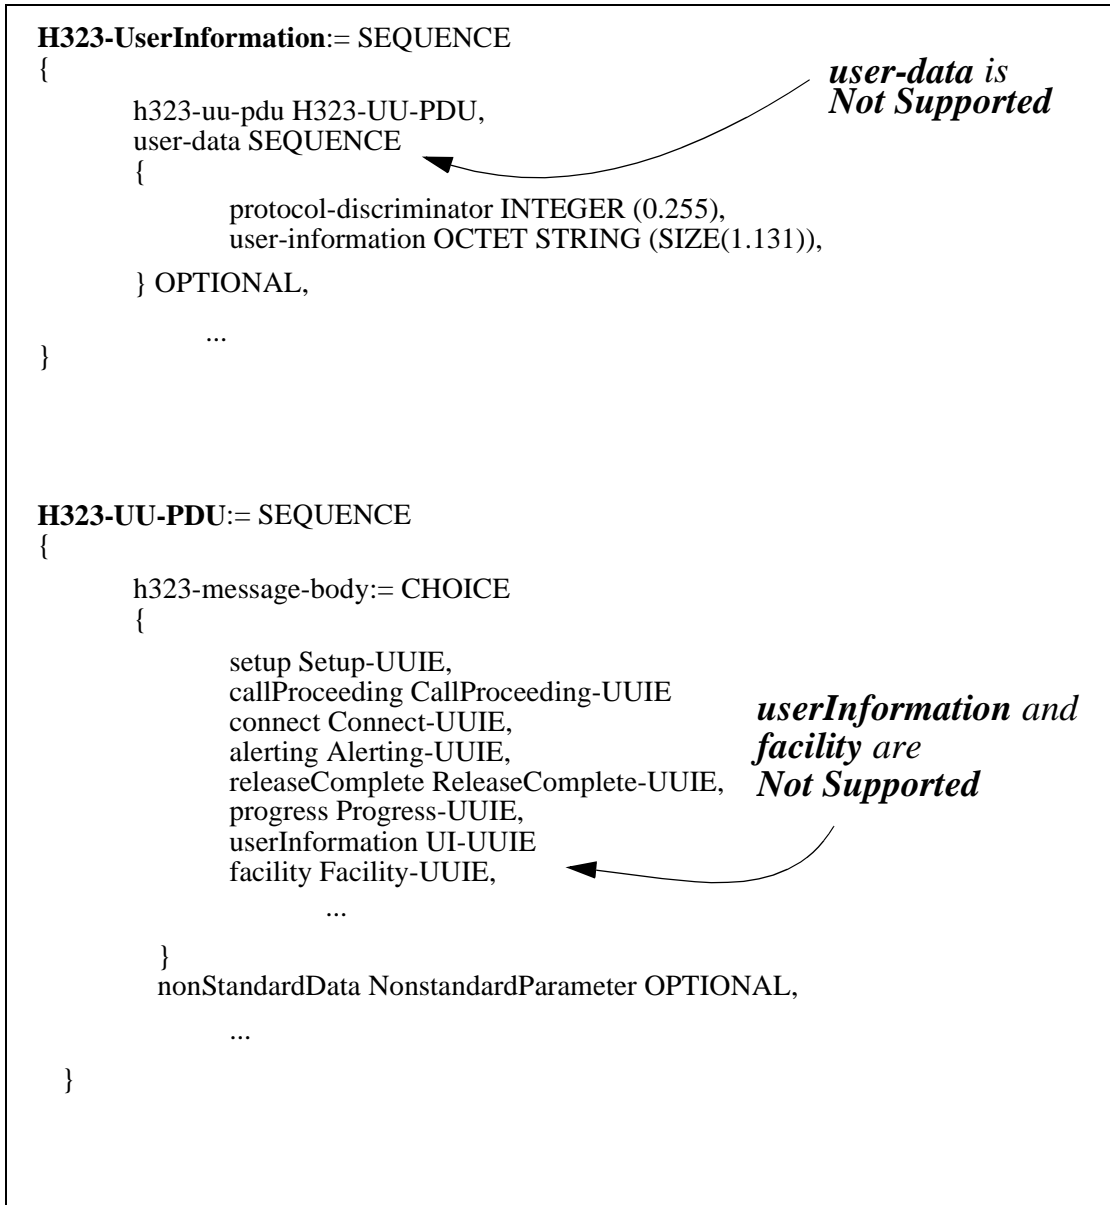 H323-UserInformation:= SEQUENCE
{
h323-uu-pdu H323-UU-PDU,
user-data SEQUENCE
{
protocol-discriminator INTEGER (0.255),
user-information OCTET STRING (SIZE(1.131)),
} OPTIONAL,
...
}
user-data is
Not Supported
H323-UU-PDU:= SEQUENCE
{
h323-message-body:= CHOICE
{
setup Setup-UUIE,
callProceeding CallProceeding-UUIE
connect Connect-UUIE,
alerting Alerting-UUIE,
releaseComplete ReleaseComplete-UUIE,
progress Progress-UUIE,
userInformation UI-UUIE
facility Facility-UUIE,
...
}
nonStandardData NonstandardParameter OPTIONAL,
...
}
userInformation and
facility are
Not Supported